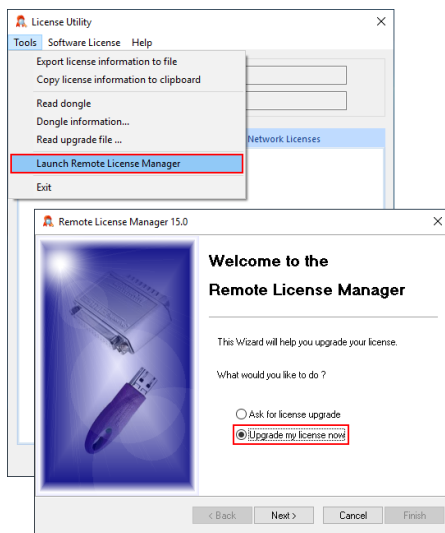 License Utility
Tools Software License Help
Export license information to file
Copy license information to clipboard
Read dongle
Dongle information...
Read upgrade file ...
Network Licenses
Launch Remote License Manager
Exit
Remote License Manager 15.0
Welcome to the
Remote License Manager
This Wizard will help you upgrade your license.
What would you like to do ?
Ask for license upgrade
Upgrade my license now
< Back Next > Cancel Finish